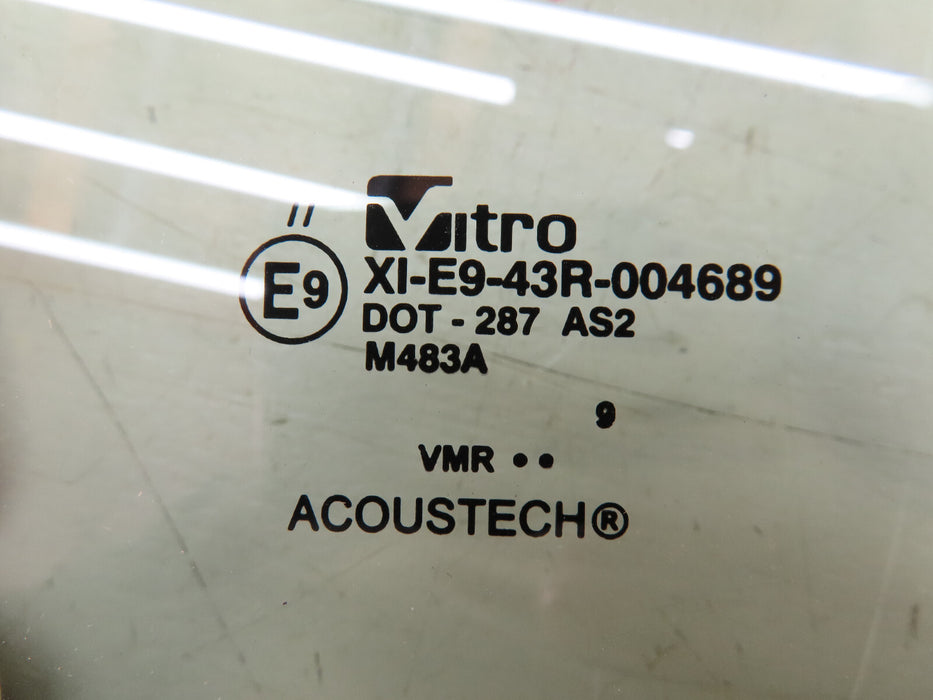 Vitro
//
E9
XI-E9-43R-004689
DOT - 287 AS2
M483A
9
VMR ••
ACOUSTECH®